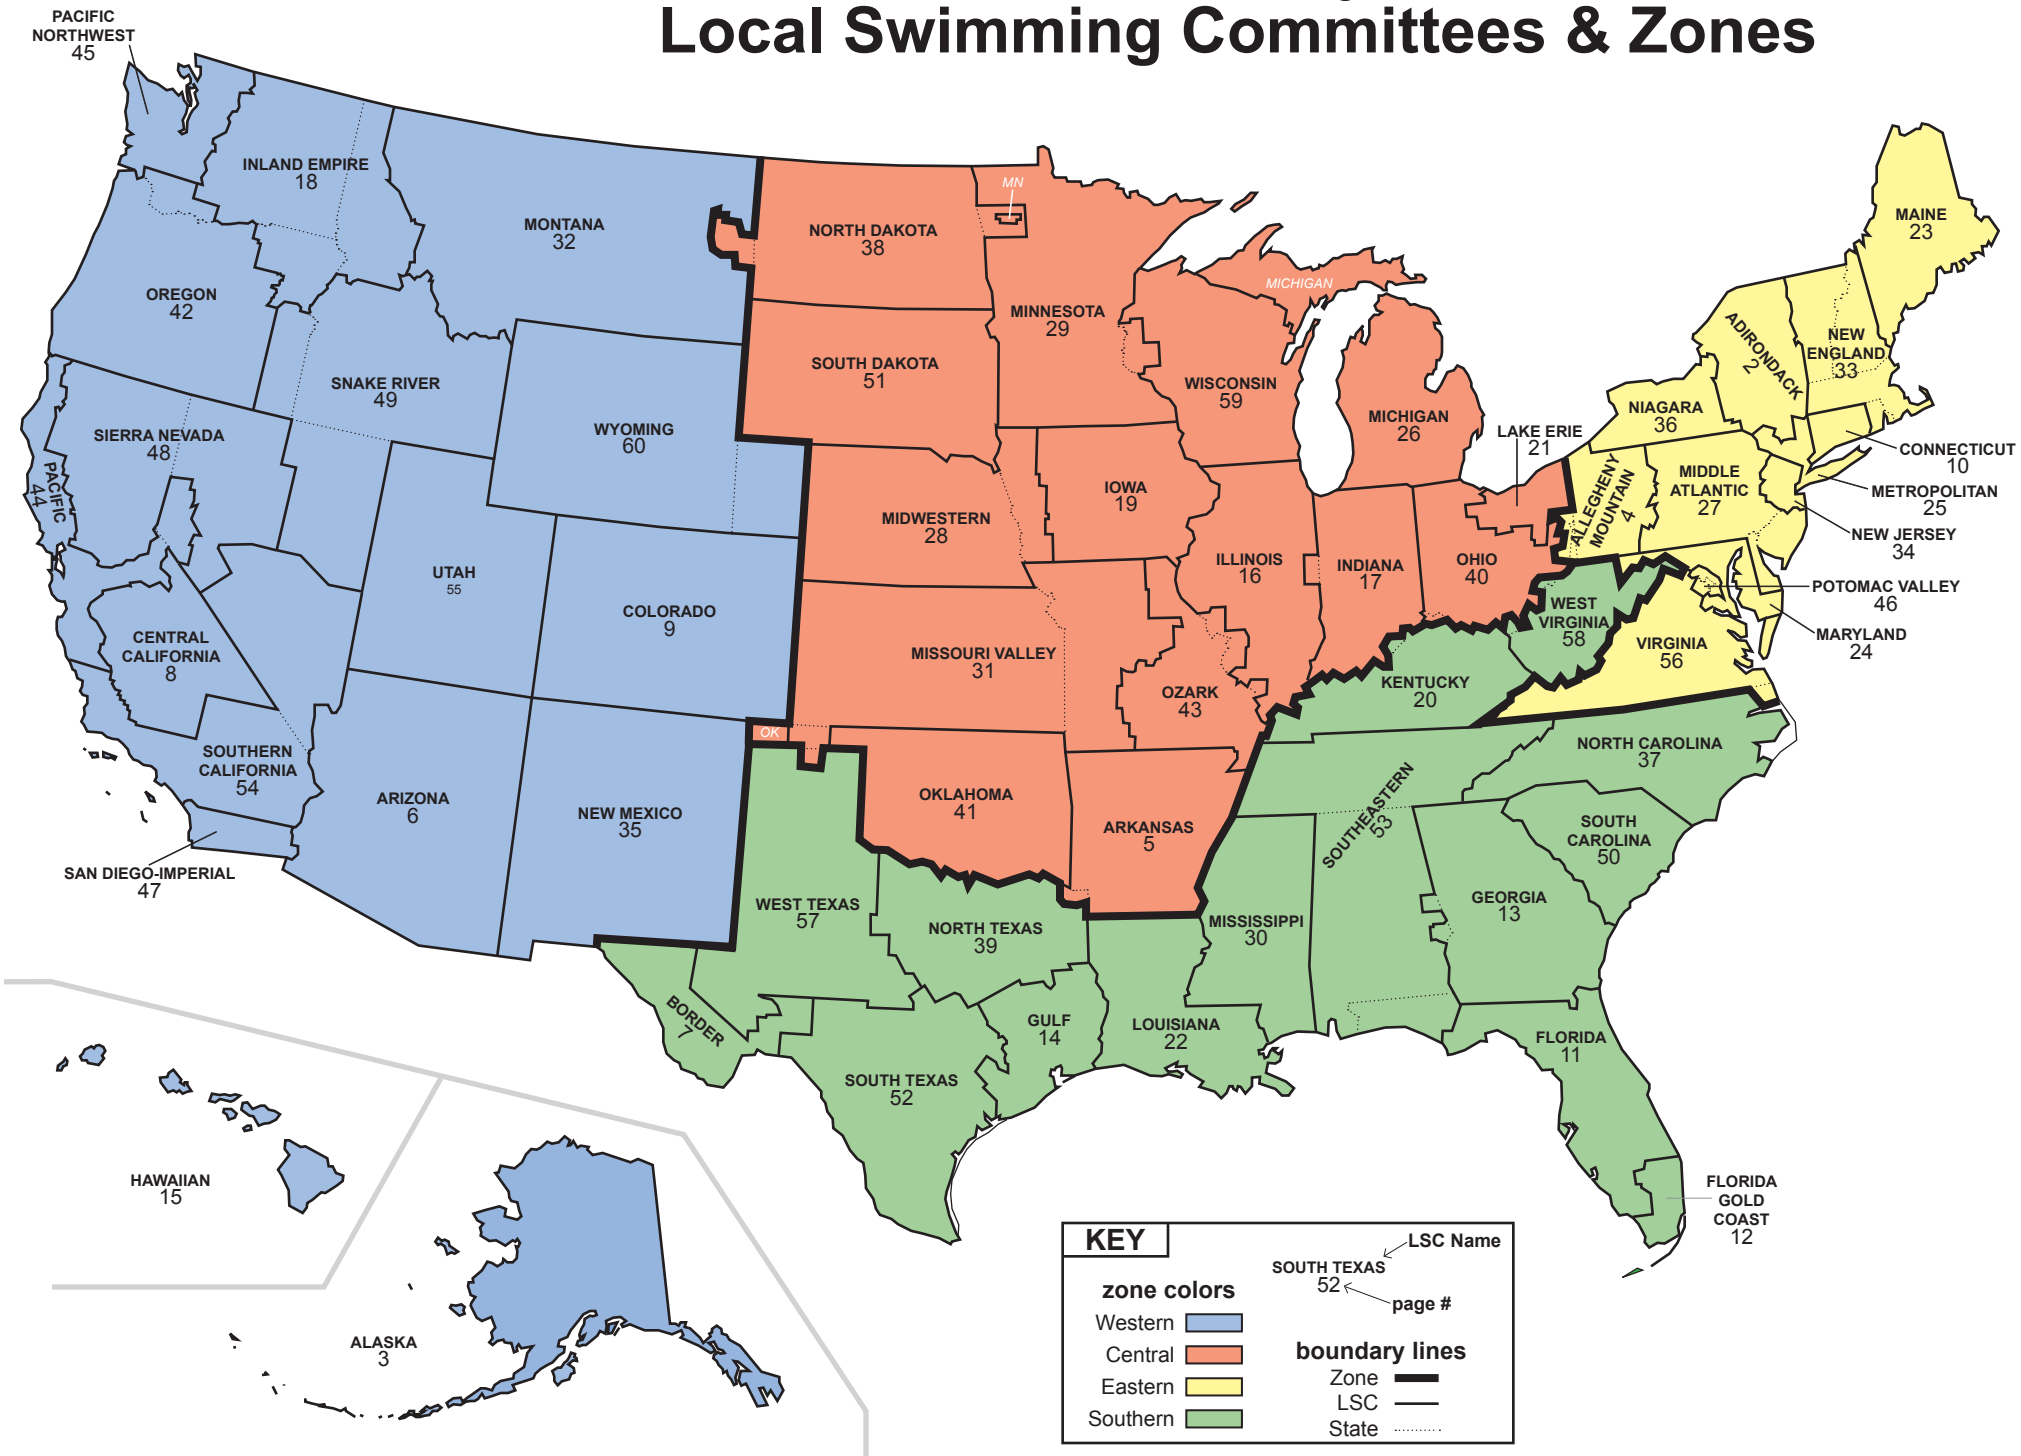 Local Swimming Committees & Zones
PACIFIC
NORTHWEST
45
INLAND EMPIRE
18
MONTANA
32
OREGON
42
SNAKE RIVER
49
WYOMING
60
SIERRA NEVADA
48
PACIFIC
44
UTAH
55
COLORADO
9
CENTRAL
CALIFORNIA
8
SOUTHERN
CALIFORNIA
54
SAN DIEGO-IMPERIAL
47
ARIZONA
6
NEW MEXICO
35
NORTH DAKOTA
38
MN
MINNESOTA
29
SOUTH DAKOTA
51
MICHIGAN
WISCONSIN
59
MICHIGAN
26
LAKE ERIE
21
MIDWESTERN
28
IOWA
19
ILLINOIS
16
INDIANA
17
OHIO
40
MISSOURI VALLEY
31
OZARK
43
OK
OKLAHOMA
41
ARKANSAS
5
MAINE
23
ADIRONDACK
2
NEW
ENGLAND
33
NIAGARA
36
CONNECTICUT
10
METROPOLITAN
25
NEW JERSEY
34
ALLEGHENY
MOUNTAIN
4
MIDDLE
ATLANTIC
27
POTOMAC VALLEY
46
MARYLAND
24
VIRGINIA
56
WEST
VIRGINIA
58
KENTUCKY
20
NORTH CAROLINA
37
SOUTHEASTERN
53
SOUTH
CAROLINA
50
GEORGIA
13
MISSISSIPPI
30
WEST TEXAS
57
NORTH TEXAS
39
BORDER
7
GULF
14
LOUISIANA
22
SOUTH TEXAS
52
FLORIDA
11
FLORIDA
GOLD
COAST
12
HAWAIIAN
15
ALASKA
3
KEY
LSC Name
SOUTH TEXAS
52
page #
zone colors
Western
Central
Eastern
Southern
boundary lines
Zone
LSC
State